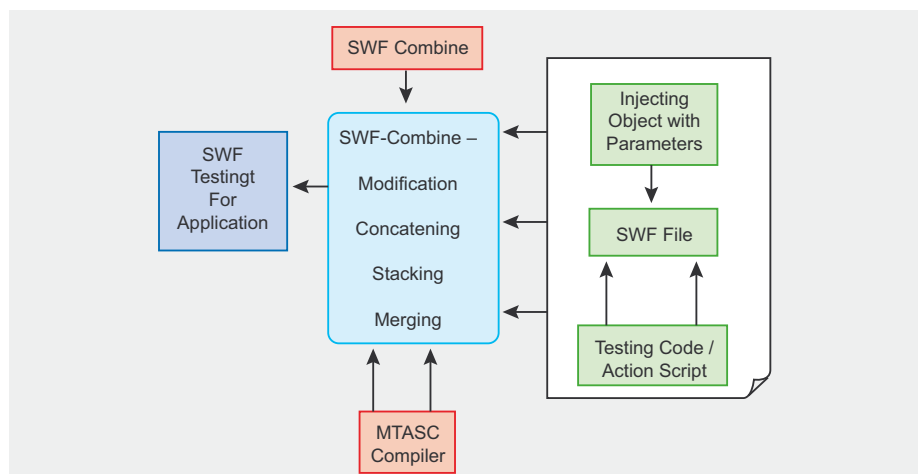 SWF Combine
SWF-Combine –
Modification
Concatening
Stacking
Merging
SWF
Testingt
For
Application
Injecting
Object with
Parameters
SWF File
Testing Code /
Action Script
MTASC
Compiler